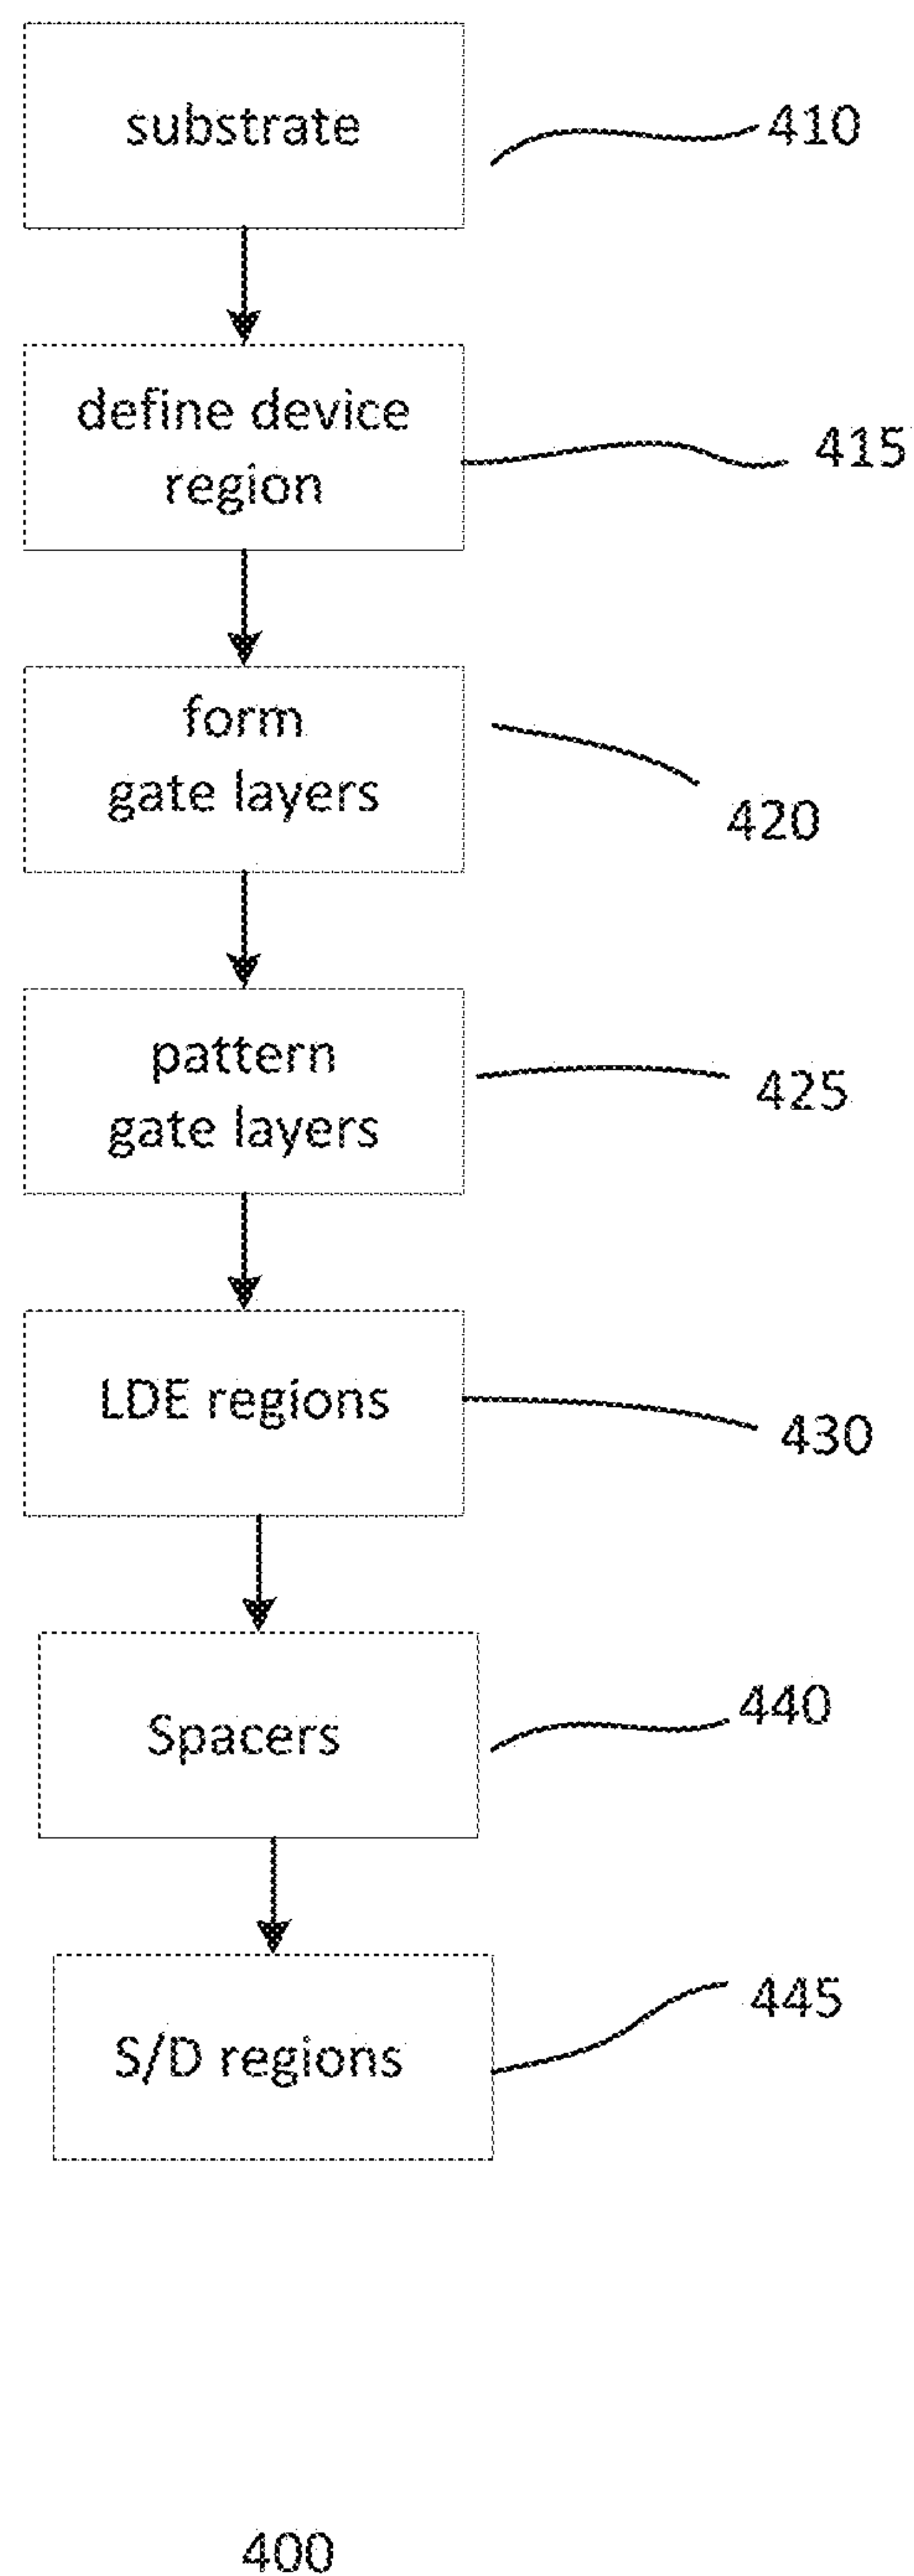 substrate
410
define device
region
415
form
gate layers
420
pattern
gate layers
425
LDE regions
430
Spacers
440
S/D regions
445
400